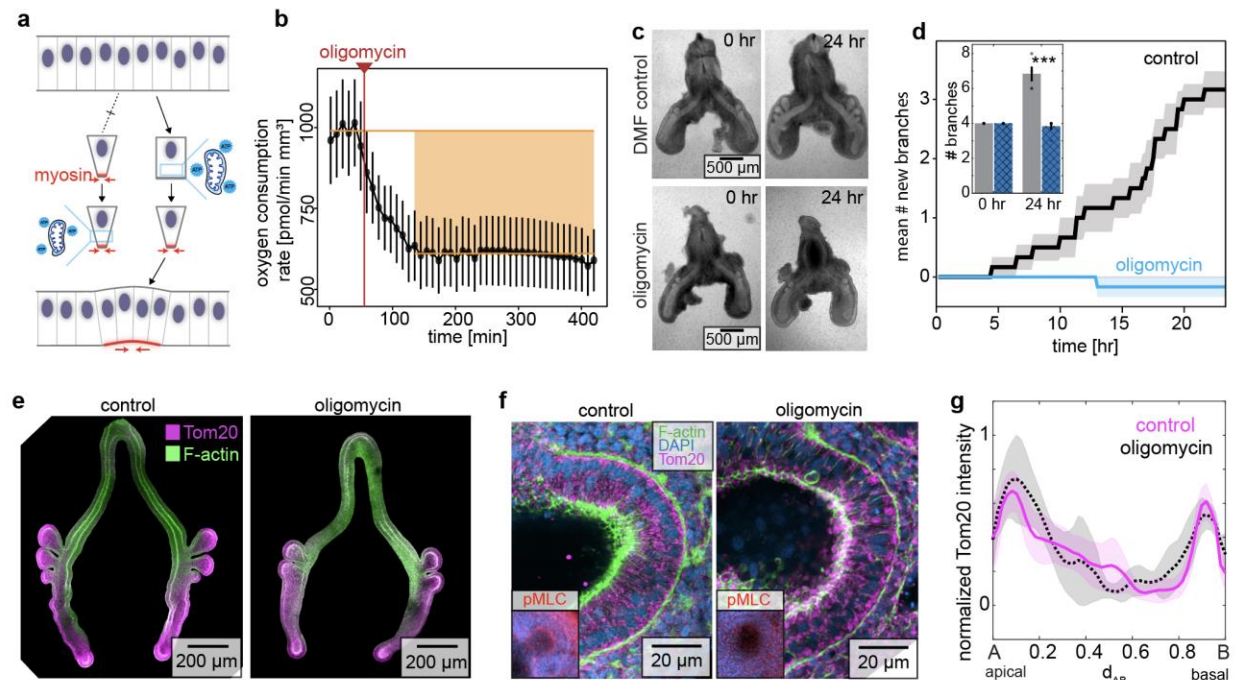 a
myosin
ATP
ATP
ATP
b
oligomycin
oxygen consumption
rate [pmol/min mm³]
1000
750
500
0
100
200
300
400
time [min]
c
DMF control
0 hr
24 hr
500 µm
oligomycin
0 hr
24 hr
500 µm
d
mean # new branches
3
2
1
0
# branches
8
6
4
2
0
***
0 hr
24 hr
control
oligomycin
0
5
10
15
20
time [hr]
e
control
oligomycin
Tom20
F-actin
200 µm
200 µm
f
control
oligomycin
F-actin
DAPI
Tom20
pMLC
pMLC
20 µm
20 µm
g
normalized Tom20 intensity
1
0
control
oligomycin
A
0.2
0.4
0.6
0.8
B
apical
dAB
basal